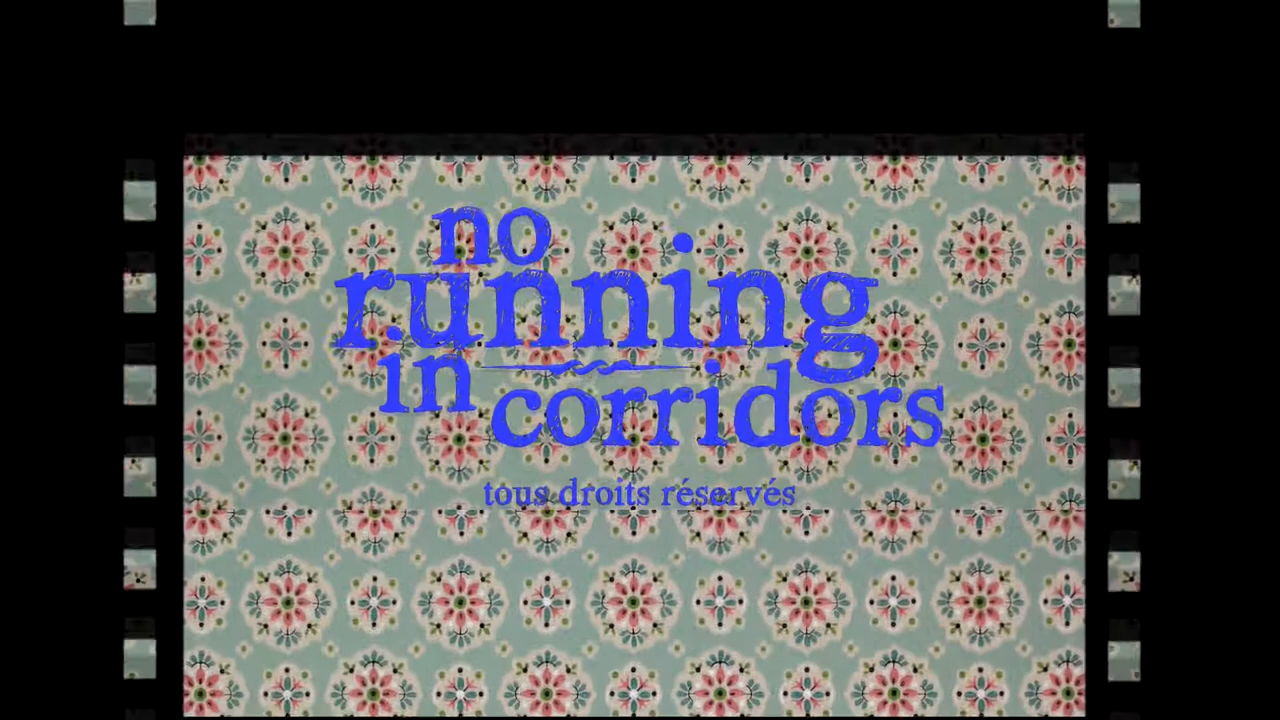 no
running
in
corridors
tous droits réservés